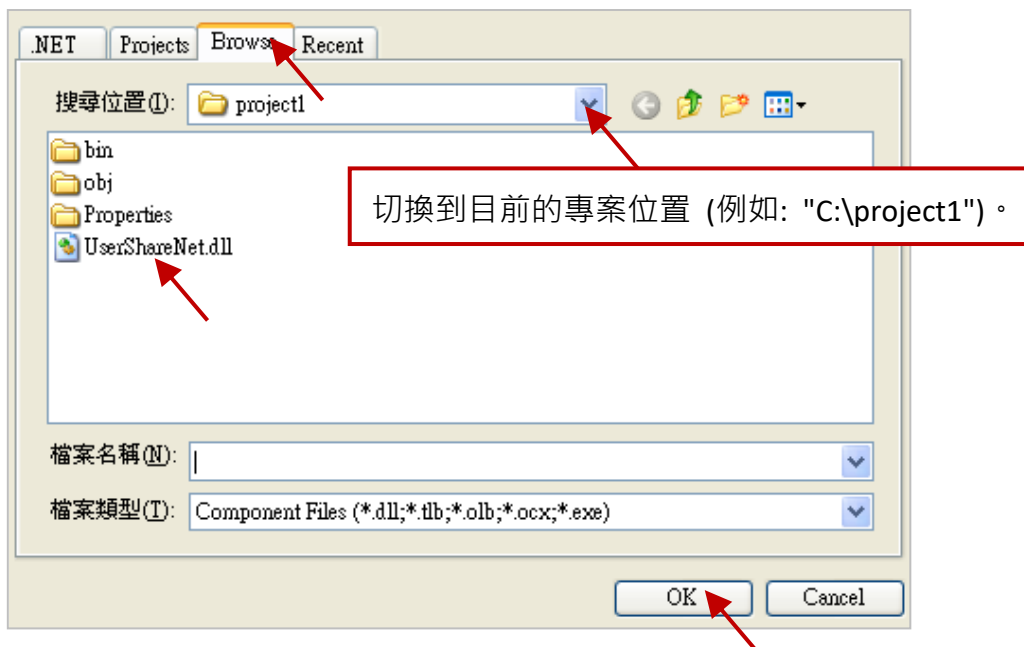 .NET Projects Browse Recent
搜尋位置(I): project1
bin
obj
Properties
UserShareNet.dll
切換到目前的專案位置 (例如: "C:\project1")。
檔案名稱(N):
檔案類型(T): Component Files (*.dll;*.tlb;*.olb;*.ocx;*.exe)
OK Cancel